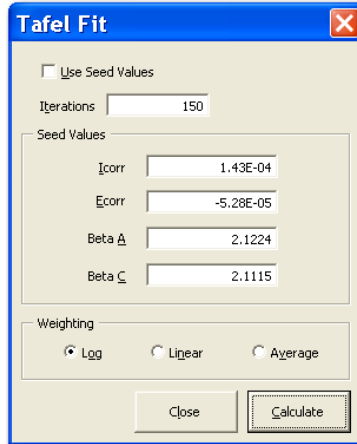 Tafel Fit
Use Seed Values
Iterations 150
Seed Values
Icorr 1.43E-04
Ecorr -5.28E-05
Beta A 2.1224
Beta C 2.1115
Weighting
Log Linear Average
Close Calculate